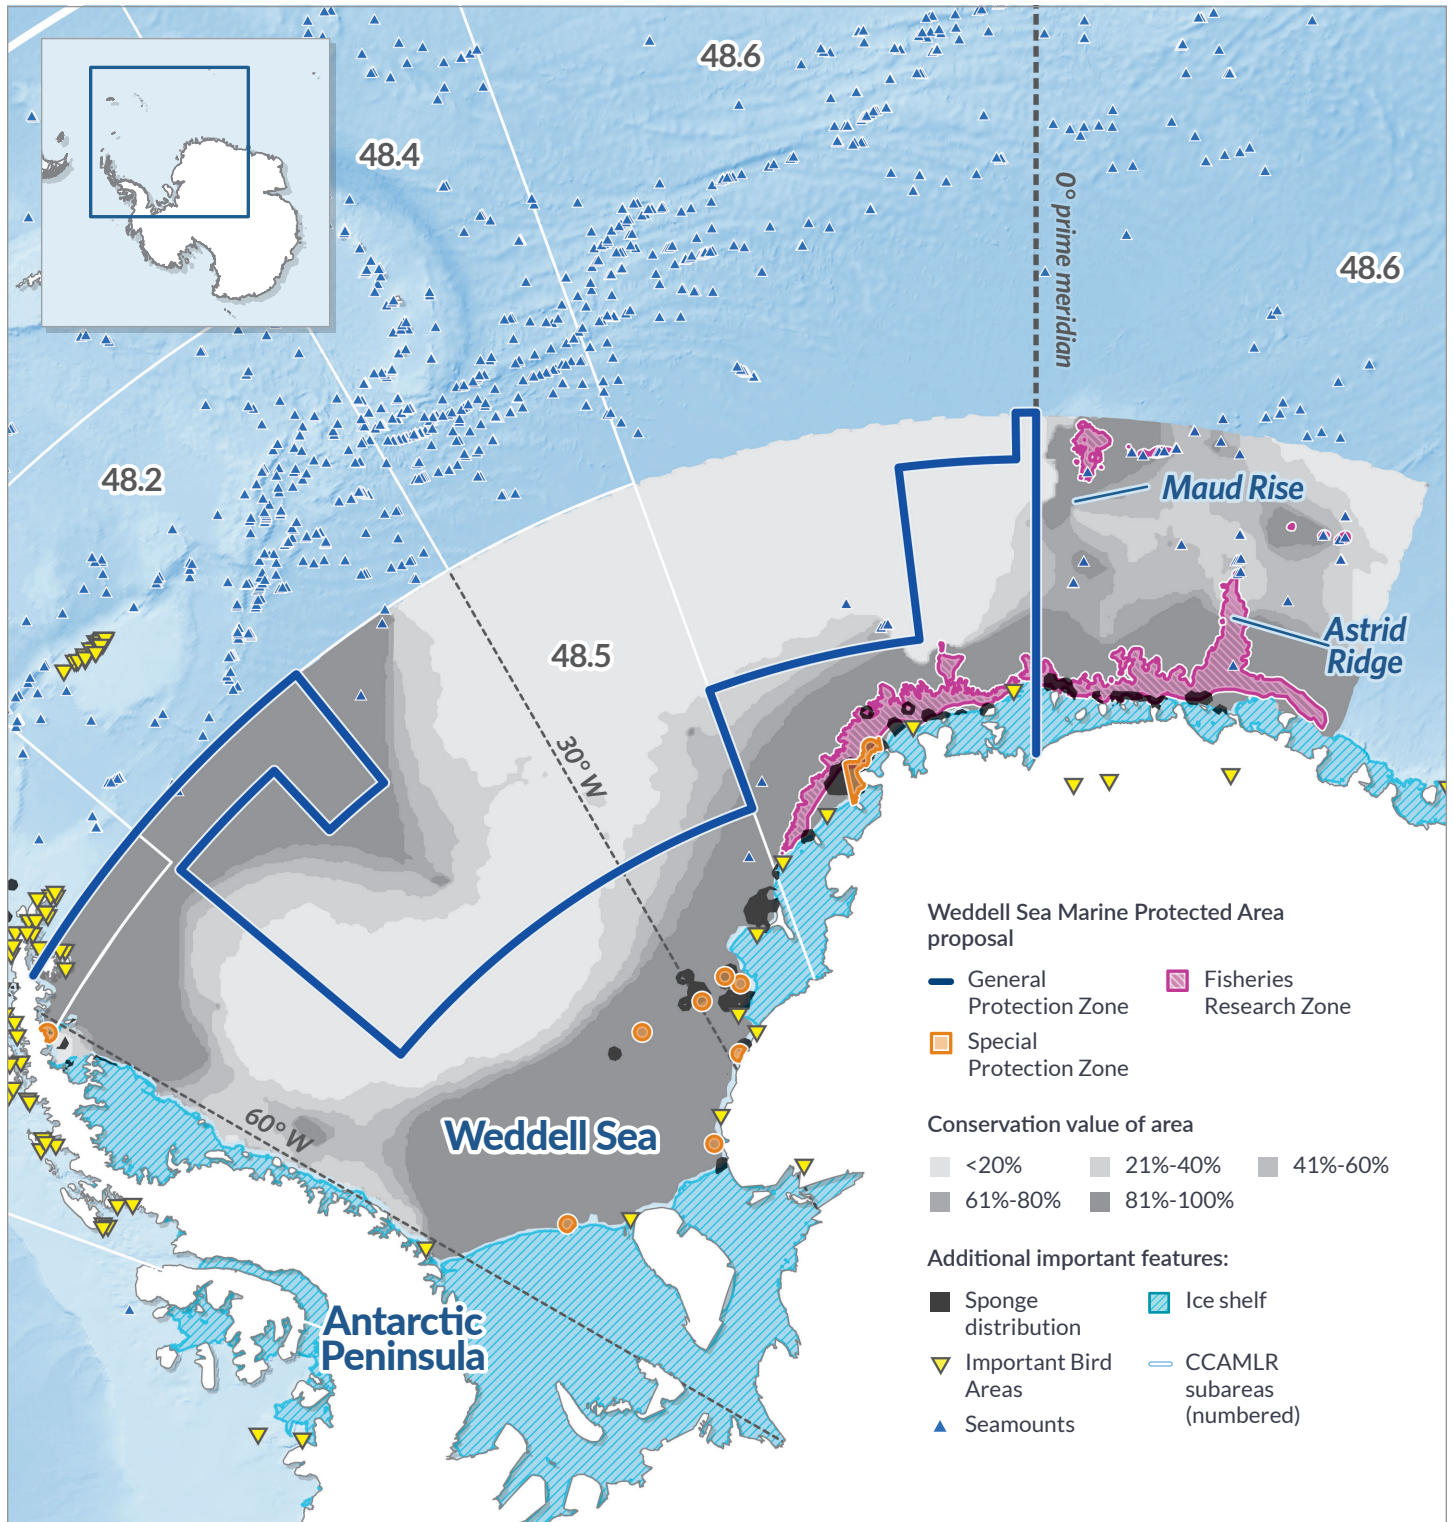 48.6
48.4
0° prime meridian
48.6
48.2
Maud Rise
48.5
Astrid
Ridge
30° W
60° W
Weddell Sea
Antarctic
Peninsula
Weddell Sea Marine Protected Area
proposal
General
Protection Zone
Fisheries
Research Zone
Special
Protection Zone
Conservation value of area
<20%
21%-40%
41%-60%
61%-80%
81%-100%
Additional important features:
Sponge
distribution
Ice shelf
Important Bird
Areas
CCAMLR
subareas
(numbered)
Seamounts